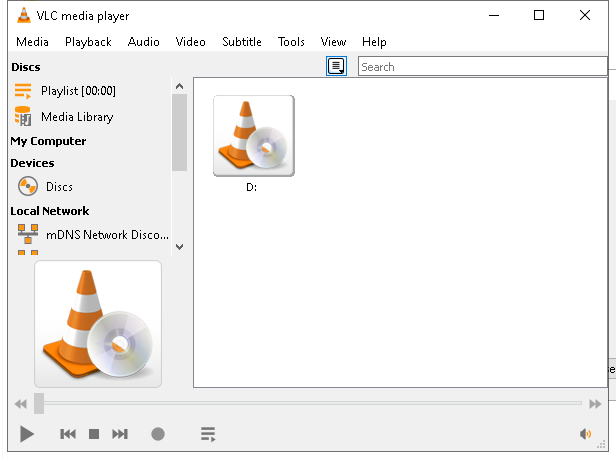 VLC media player
Media Playback Audio Video Subtitle Tools View Help
Discs
Search
Playlist [00:00]
Media Library
My Computer
Devices
Discs
Local Network
mDNS Network Disco...
D: